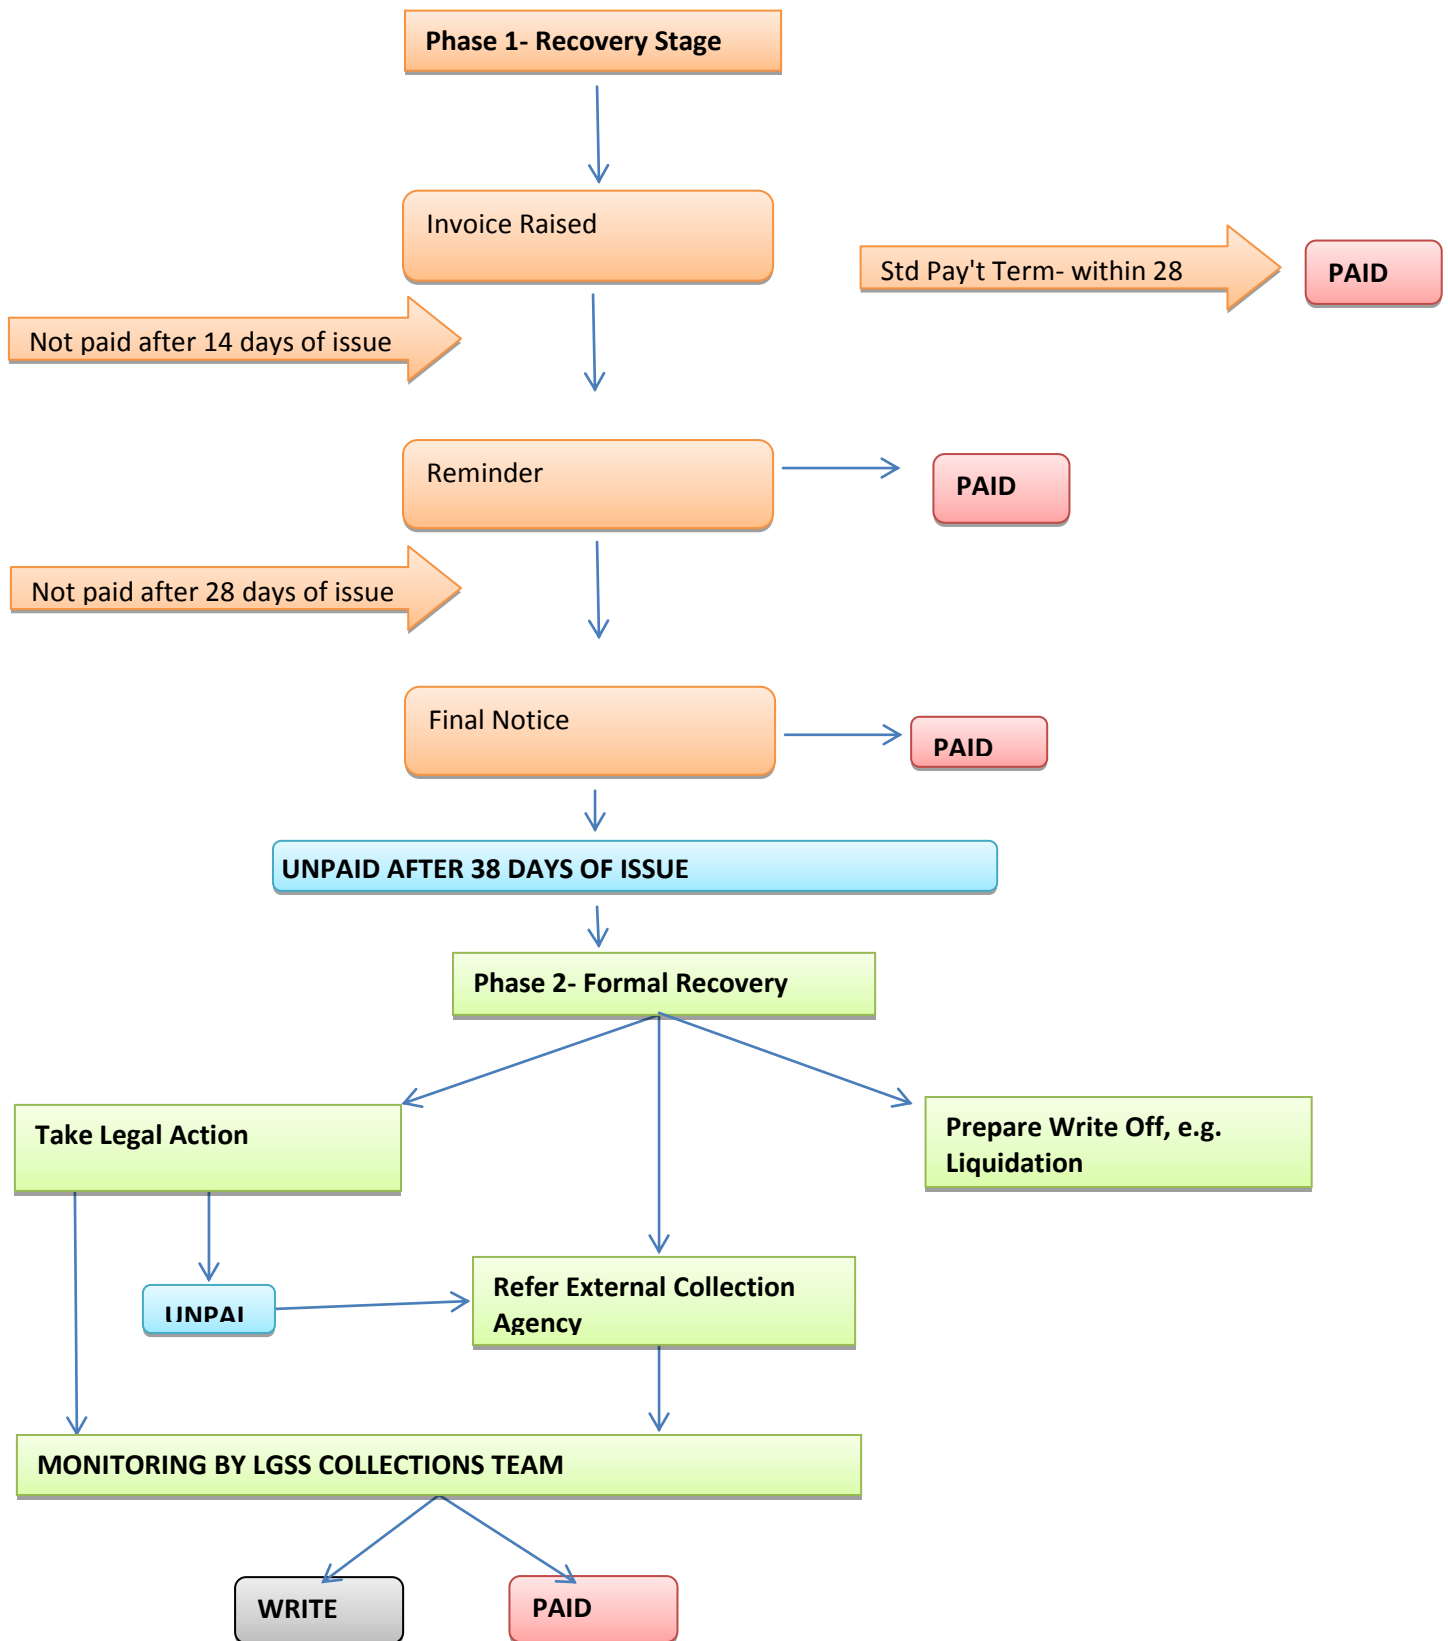 Phase 1- Recovery Stage
Invoice Raised
Std Pay't Term- within 28
PAID
Not paid after 14 days of issue
Reminder
PAID
Not paid after 28 days of issue
Final Notice
PAID
UNPAID AFTER 38 DAYS OF ISSUE
Phase 2- Formal Recovery
Take Legal Action
Prepare Write Off, e.g.
Liquidation
Refer External Collection
Agency
UNPAI
MONITORING BY LGSS COLLECTIONS TEAM
WRITE
PAID